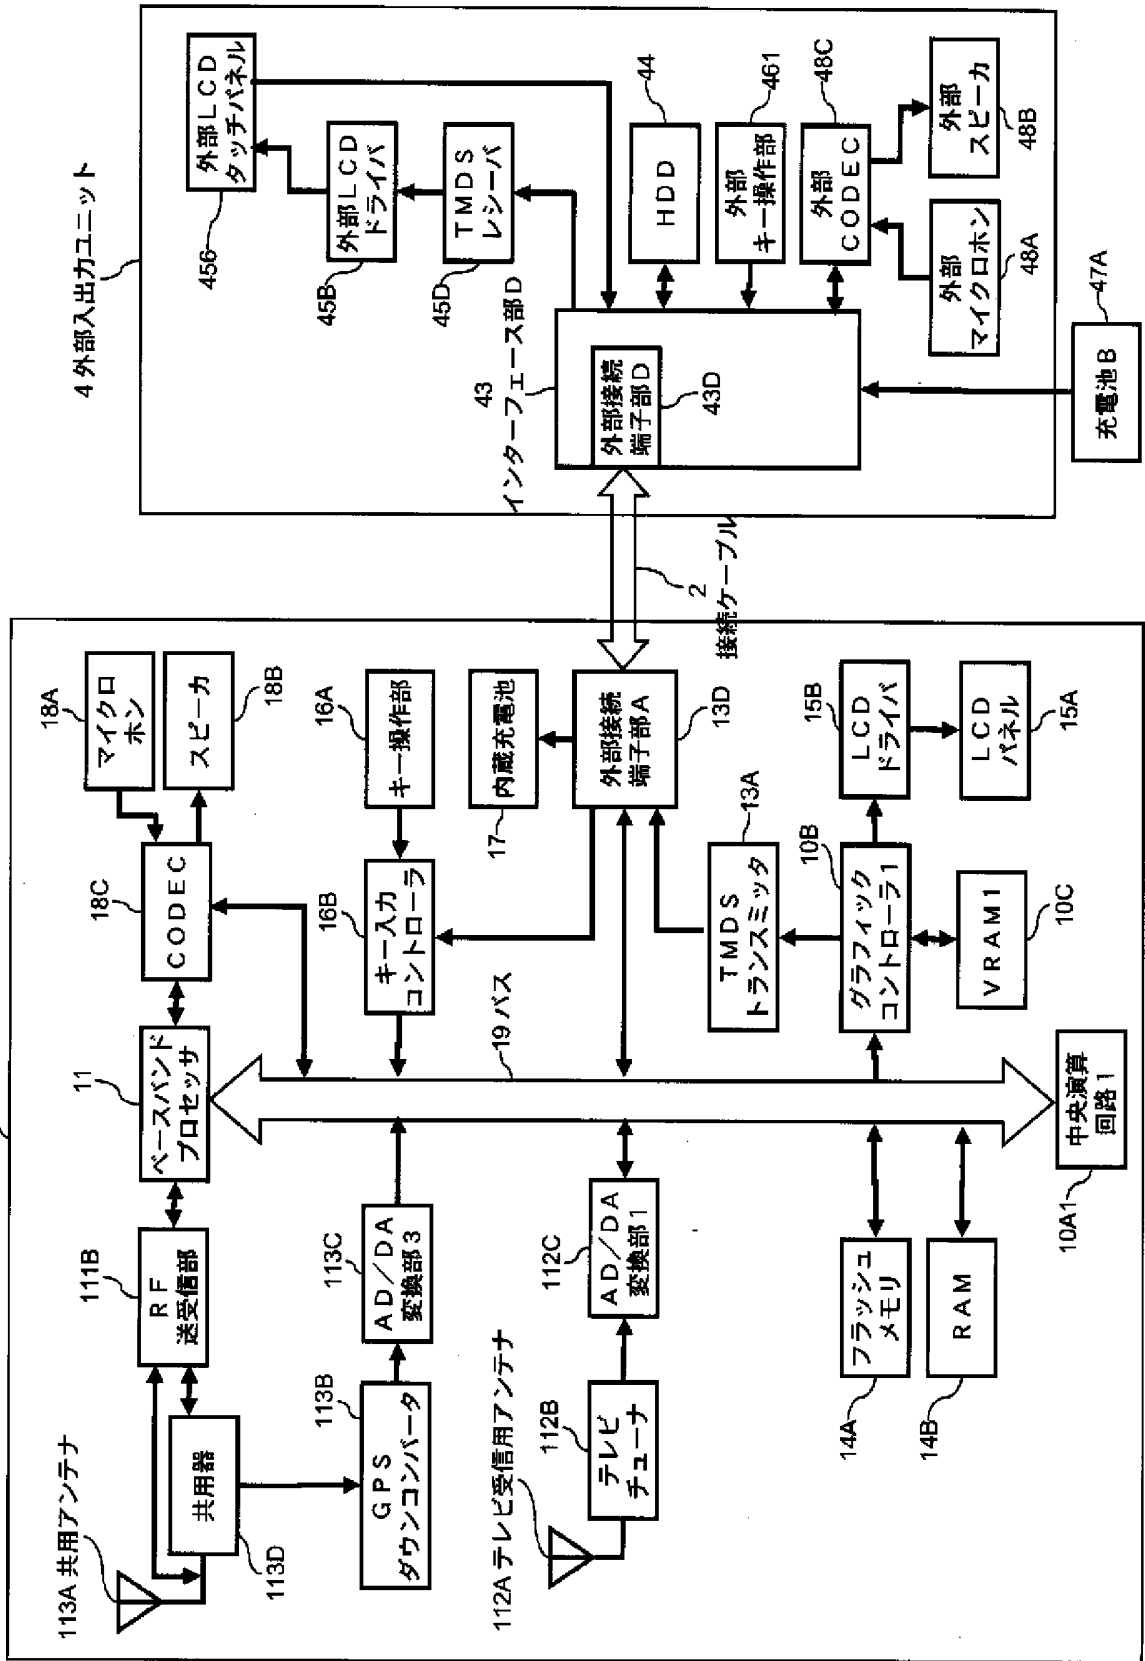 113A 共用アンテナ
共用器
113D
RF
送受信部
111B
ベースバンド
プロセッサ
11
CODEC
18C
マイクロ
ホン
18A
スピーカ
18B
GPS
ダウンコンバータ
113B
AD/DA
変換部3
113C
キー入力
コントローラ
16B
キー操作部
16A
内蔵充電池
17
112A テレビ受信用アンテナ
テレビ
チューナ
112B
AD/DA
変換部1
112C
19 バス
外部接続
端子部A
13D
TMDS
トランスミッタ
13A
フラッシュ
メモリ
14A
RAM
14B
グラフィック
コントローラ1
10B
LCD
ドライバ
15B
LCD
パネル
15A
VRAM1
10C
中央演算
回路1
10A1
2
接続ケーブル
4 外部入出力ユニット
外部LCD
タッチパネル
456
外部LCD
ドライバ
45B
TMDS
レシーバ
45D
43
インターフェース部D
外部接続
端子部D
43D
HDD
44
外部
キー操作部
461
外部
CODEC
48C
外部
マイクロホン
48A
外部
スピーカ
48B
充電池B
47A